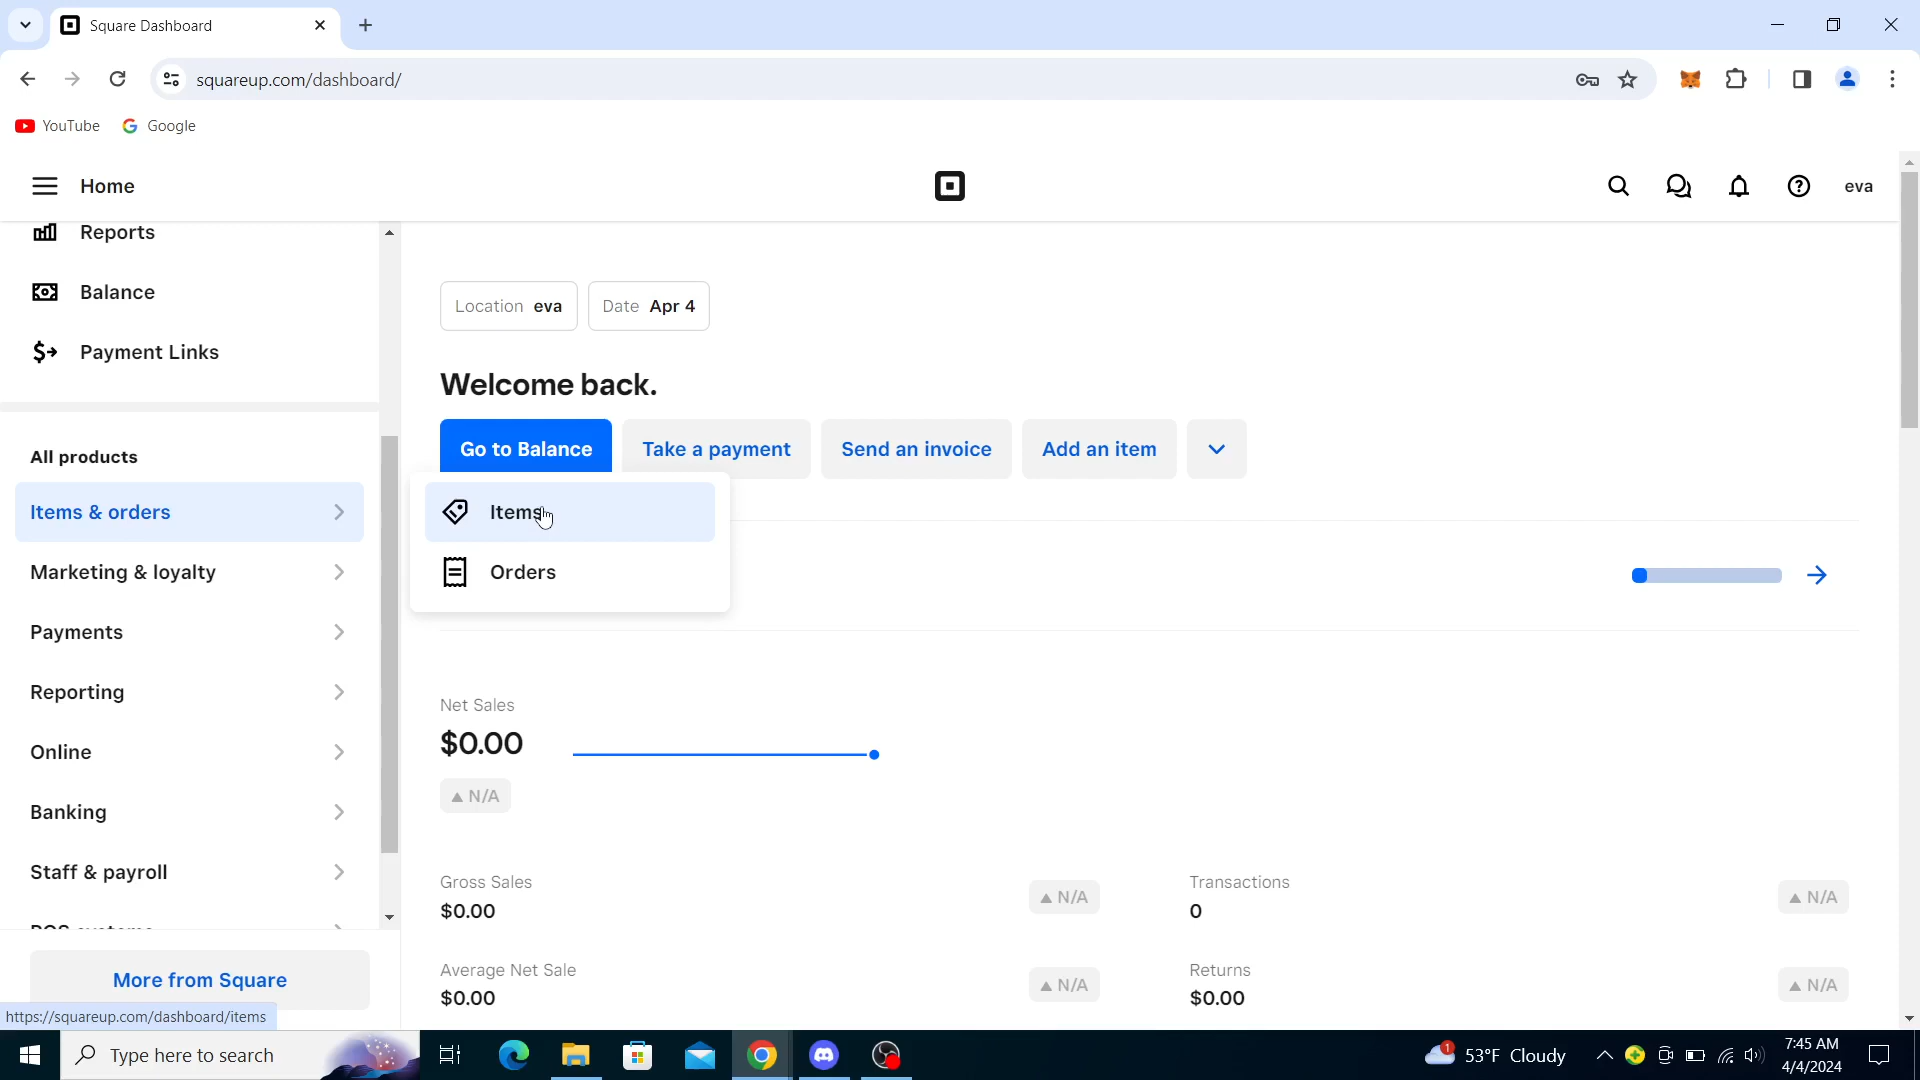 Square Dashboard
squareup.com/dashboard/
YouTube
Google
Home
eva
Reports
Balance
Payment Links
All products
Items & orders
Marketing & loyalty
Payments
Reporting
Online
Banking
Staff & payroll
More from Square
https://squareup.com/dashboard/items
Location eva
Date Apr 4
Welcome back.
Go to Balance
Take a payment
Send an invoice
Add an item
Items
Orders
Net Sales
$0.00
N/A
Gross Sales
$0.00
N/A
Transactions
0
N/A
Average Net Sale
$0.00
N/A
Returns
$0.00
N/A
Type here to search
1
53°F Cloudy
7:45 AM
4/4/2024